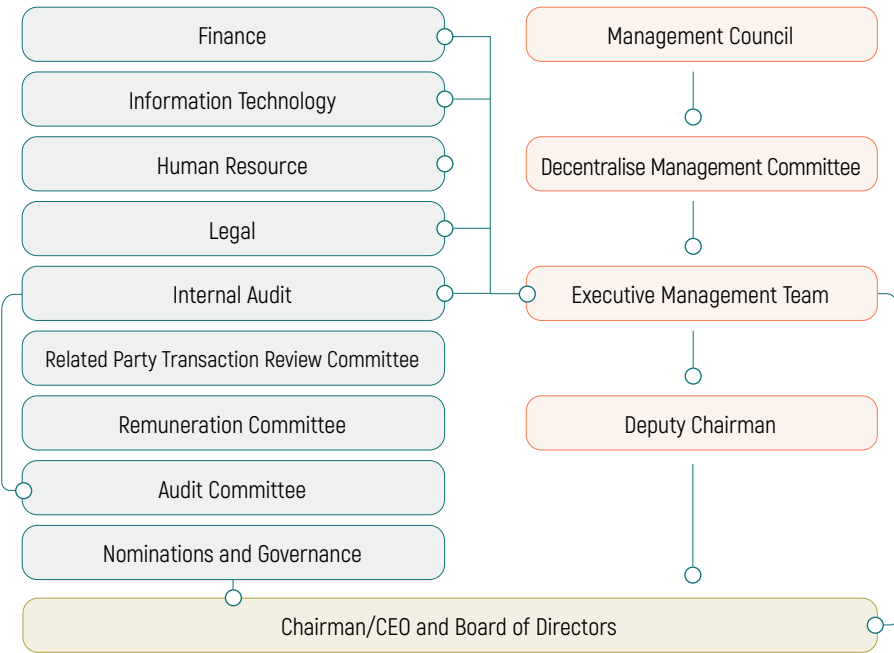 Finance
Information Technology
Human Resource
Legal
Internal Audit
Related Party Transaction Review Committee
Remuneration Committee
Audit Committee
Nominations and Governance
Management Council
Decentralise Management Committee
Executive Management Team
Deputy Chairman
Chairman/CEO and Board of Directors